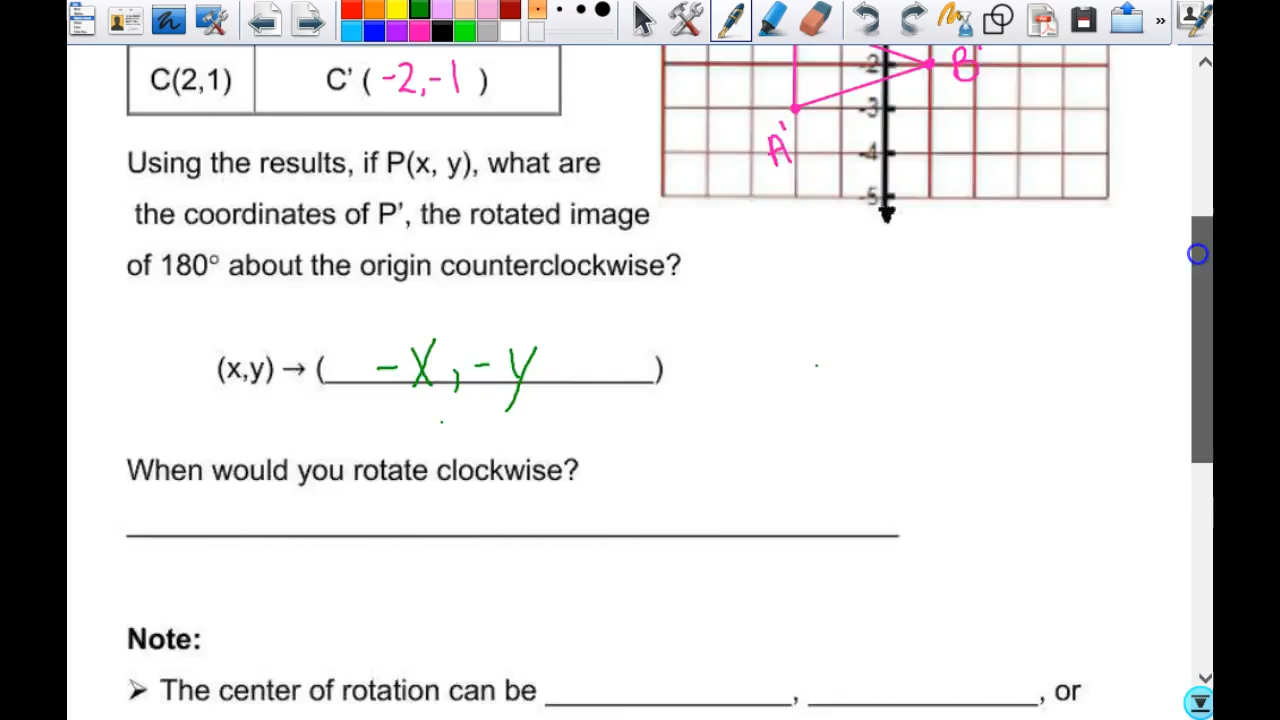 C(2,1) C' ( -2,-1 )
-2 B'
-3
A'
-4
-5
Using the results, if P(x, y), what are
the coordinates of P', the rotated image
of 180° about the origin counterclockwise?
(x,y) → ( -x, -y )
When would you rotate clockwise?
Note:
➢ The center of rotation can be ____________, ____________, or